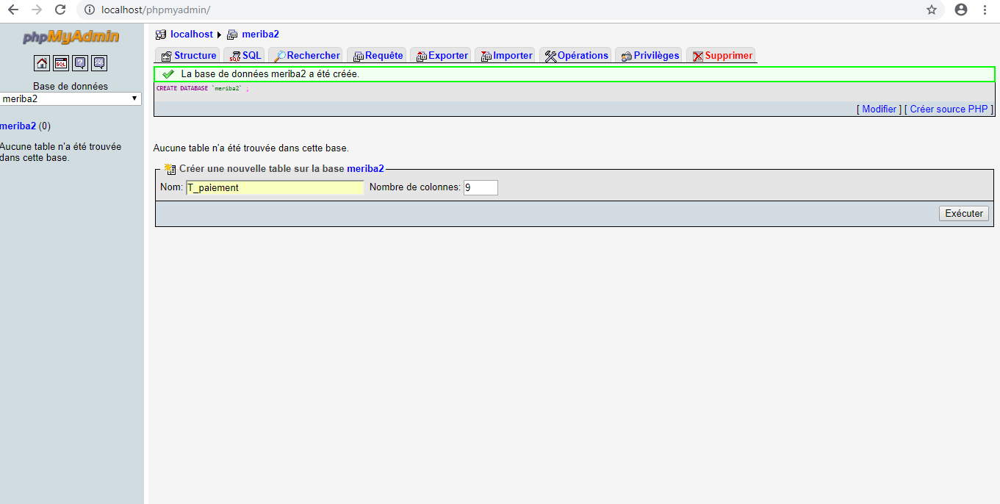 localhost/phpmyadmin/
phpMyAdmin
localhost meriba2
SQL ? SQL
Structure SQL Rechercher Requête Exporter Importer Opérations Privilèges Supprimer
La base de données meriba2 a été créée.
Base de données
CREATE DATABASE `meriba2` ;
meriba2
[ Modifier ] [ Créer source PHP ]
meriba2 (0)
Aucune table n'a été trouvée
dans cette base.
Aucune table n'a été trouvée dans cette base.
Créer une nouvelle table sur la base meriba2
Nom: T_paiement Nombre de colonnes: 9
Exécuter